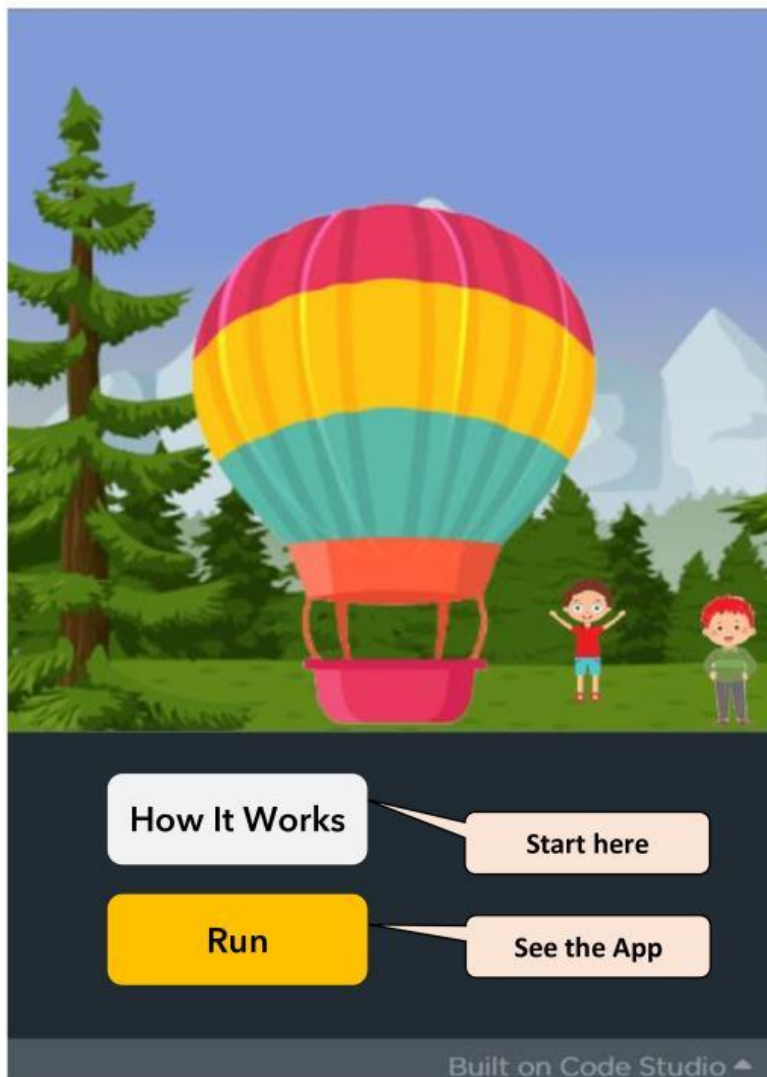 How It Works
Start here
Run
See the App
Built on Code Studio